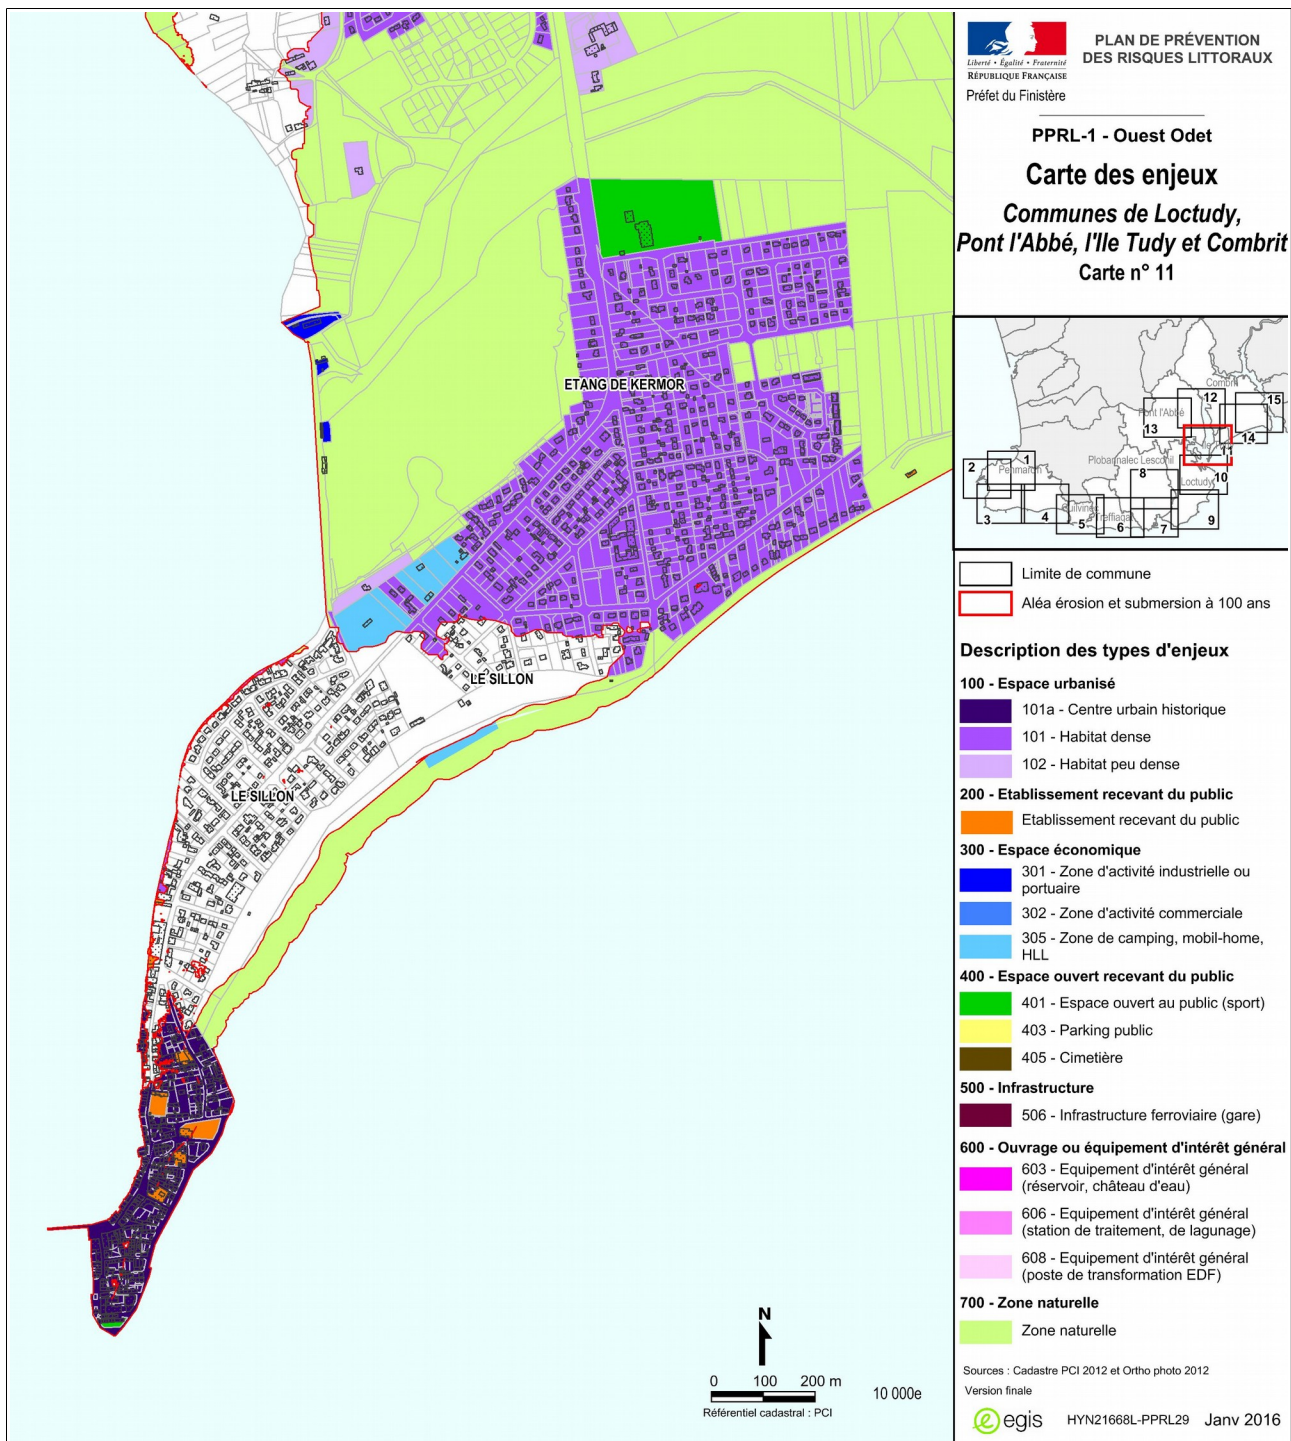 Liberté • Égalité • Fraternité
RÉPUBLIQUE FRANÇAISE
Préfet du Finistère
PLAN DE PRÉVENTION
DES RISQUES LITTORAUX
PPRL-1 - Ouest Odet
Carte des enjeux
Communes de Loctudy,
Pont l'Abbé, l'Ile Tudy et Combrit
Carte n° 11
Combrit
Pont l'Abbé
12
15
13
14
Ile
11
Plobannalec Lesconil
Loctudy
10
8
1
2
Penmarch
3
4
Guilvinec
5
Treffiagat
6
7
9
Limite de commune
Aléa érosion et submersion à 100 ans
Description des types d'enjeux
100 - Espace urbanisé
101a - Centre urbain historique
101 - Habitat dense
102 - Habitat peu dense
200 - Etablissement recevant du public
Etablissement recevant du public
300 - Espace économique
301 - Zone d'activité industrielle ou
portuaire
302 - Zone d'activité commerciale
305 - Zone de camping, mobil-home,
HLL
400 - Espace ouvert recevant du public
401 - Espace ouvert au public (sport)
403 - Parking public
405 - Cimetière
500 - Infrastructure
506 - Infrastructure ferroviaire (gare)
600 - Ouvrage ou équipement d'intérêt général
603 - Equipement d'intérêt général
(réservoir, château d'eau)
606 - Equipement d'intérêt général
(station de traitement, de lagunage)
608 - Equipement d'intérêt général
(poste de transformation EDF)
700 - Zone naturelle
Zone naturelle
Sources : Cadastre PCI 2012 et Ortho photo 2012
Version finale
egis HYN21668L-PPRL29 Janv 2016
ETANG DE KERMOR
LE SILLON
LE SILLON
N
0 100 200 m
10 000e
Référentiel cadastral : PCI